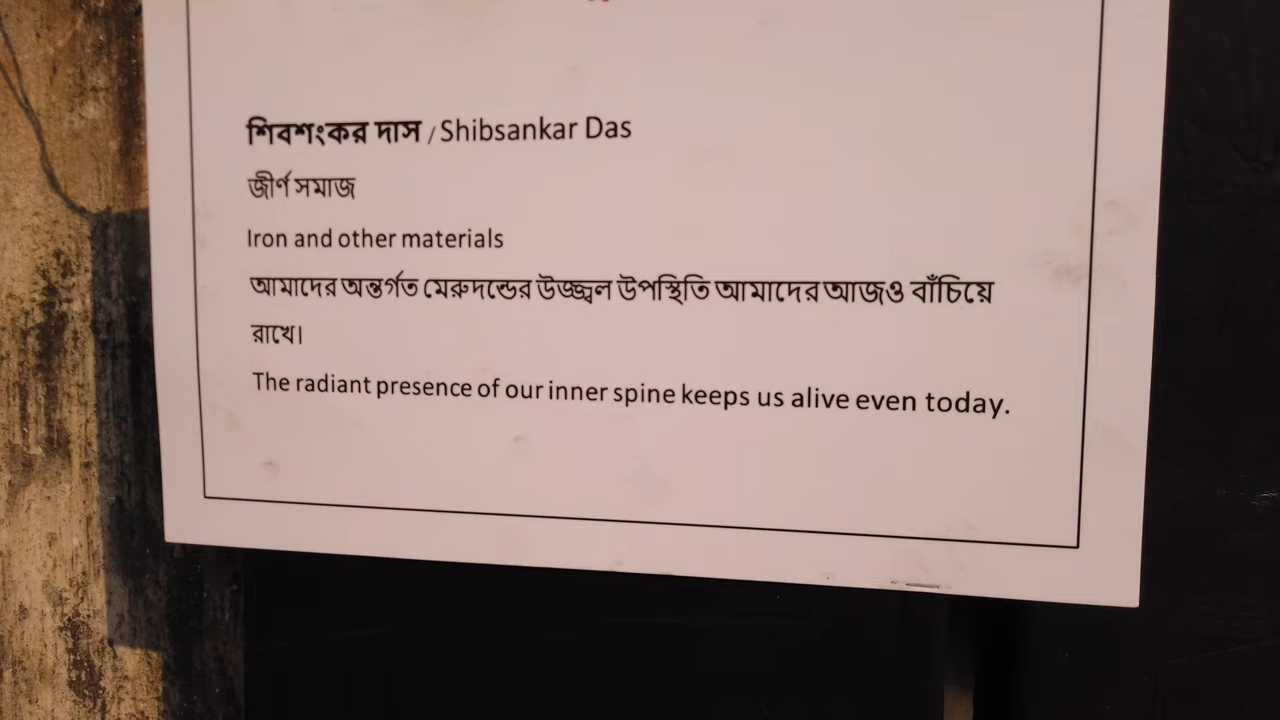 শিবশংকর দাস / Shibsankar Das
জীর্ণ সমাজ
Iron and other materials
আমাদের অন্তর্গত মেরুদন্ডের উজ্জ্বল উপস্থিতি আমাদের আজও বাঁচিয়ে
রাখে।
The radiant presence of our inner spine keeps us alive even today.